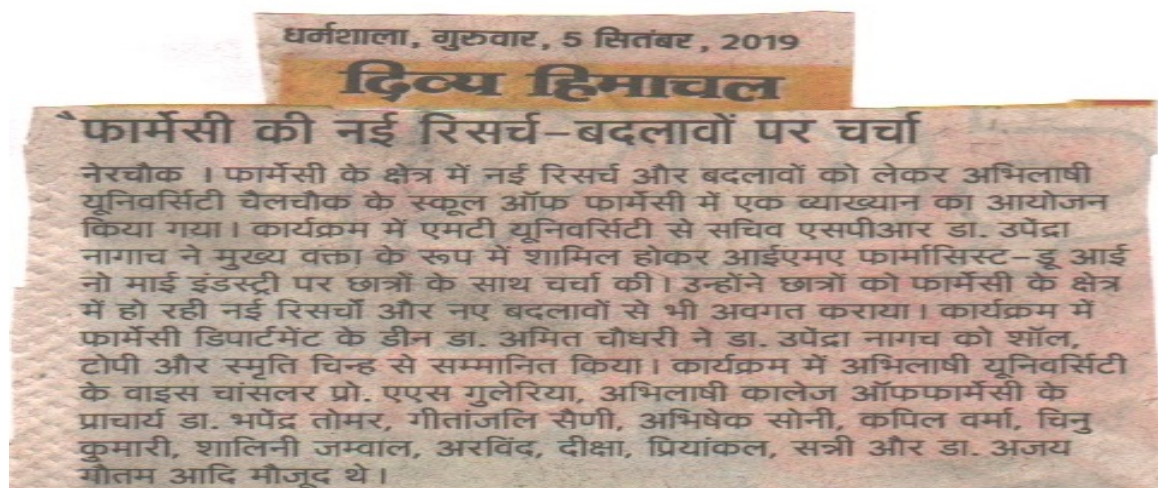 धर्मशाला, गुरुवार, 5 सितंबर, 2019
दिव्य हिमाचल
फार्मेसी की नई रिसर्च-बदलावों पर चर्चा
नेरचौक । फार्मेसी के क्षेत्र में नई रिसर्च और बदलावों को लेकर अभिलाषी
यूनिवर्सिटी चैलचौक के स्कूल ऑफ फार्मेसी में एक व्याख्यान का आयोजन
किया गया। कार्यक्रम में एमटी यूनिवर्सिटी से सचिव एसपीआर डा. उपेंद्रा
नागाच ने मुख्य वक्ता के रूप में शामिल होकर आईएमए फार्मासिस्ट-डू आई
नो माई इंडस्ट्री पर छात्रों के साथ चर्चा की। उन्होंने छात्रों को फार्मेसी के क्षेत्र
में हो रही नई रिसर्चों और नए बदलावों से भी अवगत कराया। कार्यक्रम में
फार्मेसी डिपार्टमेंट के डीन डा. अमित चौधरी ने डा. उपेंद्रा नागच को शॉल,
टोपी और स्मृति चिन्ह से सम्मानित किया। कार्यक्रम में अभिलाषी यूनिवर्सिटी
के वाइस चांसलर प्रो. एएस गुलेरिया, अभिलाषी कालेज ऑफफार्मेसी के
प्राचार्य डा. भपेंद्र तोमर, गीतांजलि सैणी, अभिषेक सोनी, कपिल वर्मा, चिनु
कुमारी, शालिनी जम्वाल, अरविंद, दीक्षा, प्रियांकल, सन्नी और डा. अजय
गौतम आदि मौजूद थे।